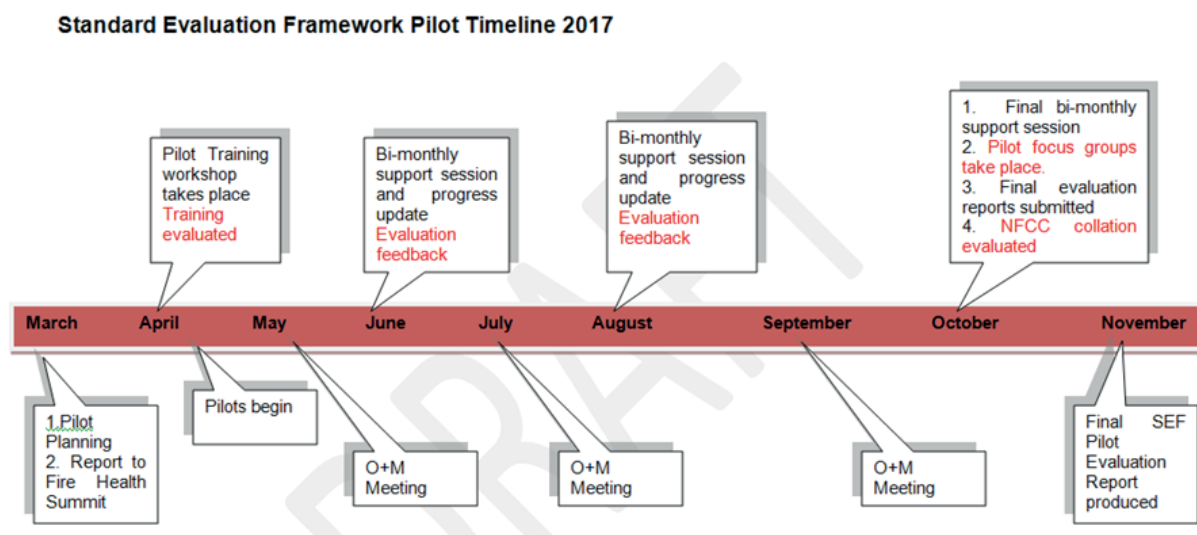 Standard Evaluation Framework Pilot Timeline 2017
Pilot Training
workshop
takes place
Training
evaluated
Bi-monthly
support session
and progress
update
Evaluation
feedback
Bi-monthly
support session
and progress
update
Evaluation
feedback
1. Final bi-monthly
support session
2. Pilot focus groups
take place.
3. Final evaluation
reports submitted
4. NFCC collation
evaluated
March April May June July August September October November
1.Pilot
Planning
2. Report to
Fire Health
Summit
Pilots begin
O+M
Meeting
O+M
Meeting
O+M
Meeting
Final SEF
Pilot
Evaluation
Report
produced
DRAFT